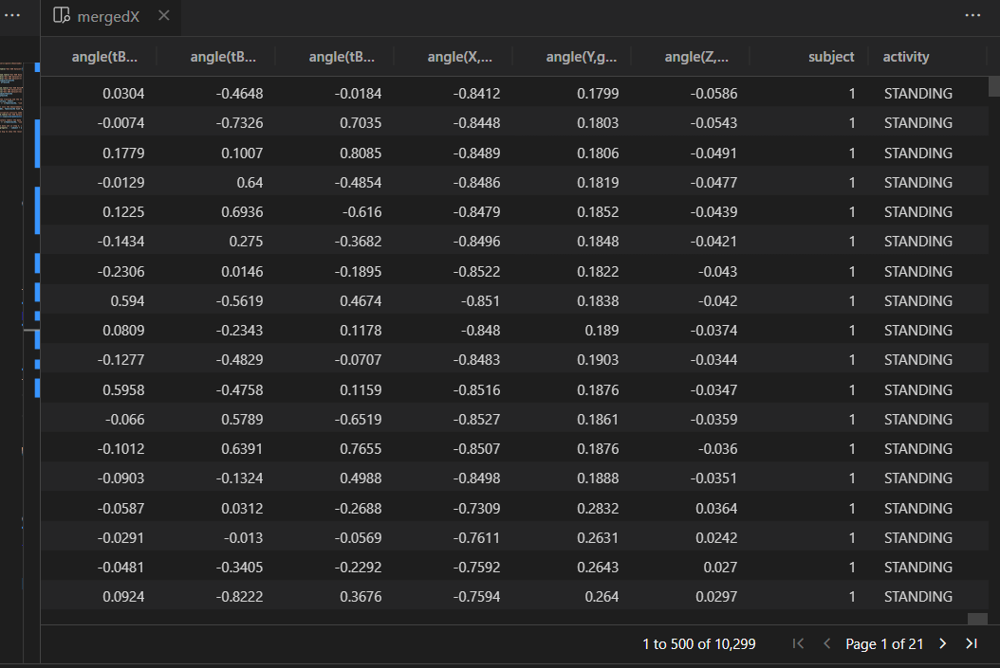 mergedX
angle(tB... angle(tB... angle(tB... angle(X,... angle(Y,g... angle(Z,... subject activity
0.0304 -0.4648 -0.0184 -0.8412 0.1799 -0.0586 1 STANDING
-0.0074 -0.7326 0.7035 -0.8448 0.1803 -0.0543 1 STANDING
0.1779 0.1007 0.8085 -0.8489 0.1806 -0.0491 1 STANDING
-0.0129 0.64 -0.4854 -0.8486 0.1819 -0.0477 1 STANDING
0.1225 0.6936 -0.616 -0.8479 0.1852 -0.0439 1 STANDING
-0.1434 0.275 -0.3682 -0.8496 0.1848 -0.0421 1 STANDING
-0.2306 0.0146 -0.1895 -0.8522 0.1822 -0.043 1 STANDING
0.594 -0.5619 0.4674 -0.851 0.1838 -0.042 1 STANDING
0.0809 -0.2343 0.1178 -0.848 0.189 -0.0374 1 STANDING
-0.1277 -0.4829 -0.0707 -0.8483 0.1903 -0.0344 1 STANDING
0.5958 -0.4758 0.1159 -0.8516 0.1876 -0.0347 1 STANDING
-0.066 0.5789 -0.6519 -0.8527 0.1861 -0.0359 1 STANDING
-0.1012 0.6391 0.7655 -0.8507 0.1876 -0.036 1 STANDING
-0.0903 -0.1324 0.4988 -0.8498 0.1888 -0.0351 1 STANDING
-0.0587 0.0312 -0.2688 -0.7309 0.2832 0.0364 1 STANDING
-0.0291 -0.013 -0.0569 -0.7611 0.2631 0.0242 1 STANDING
-0.0481 -0.3405 -0.2292 -0.7592 0.2643 0.027 1 STANDING
0.0924 -0.8222 0.3676 -0.7594 0.264 0.0297 1 STANDING
1 to 500 of 10,299 Page 1 of 21